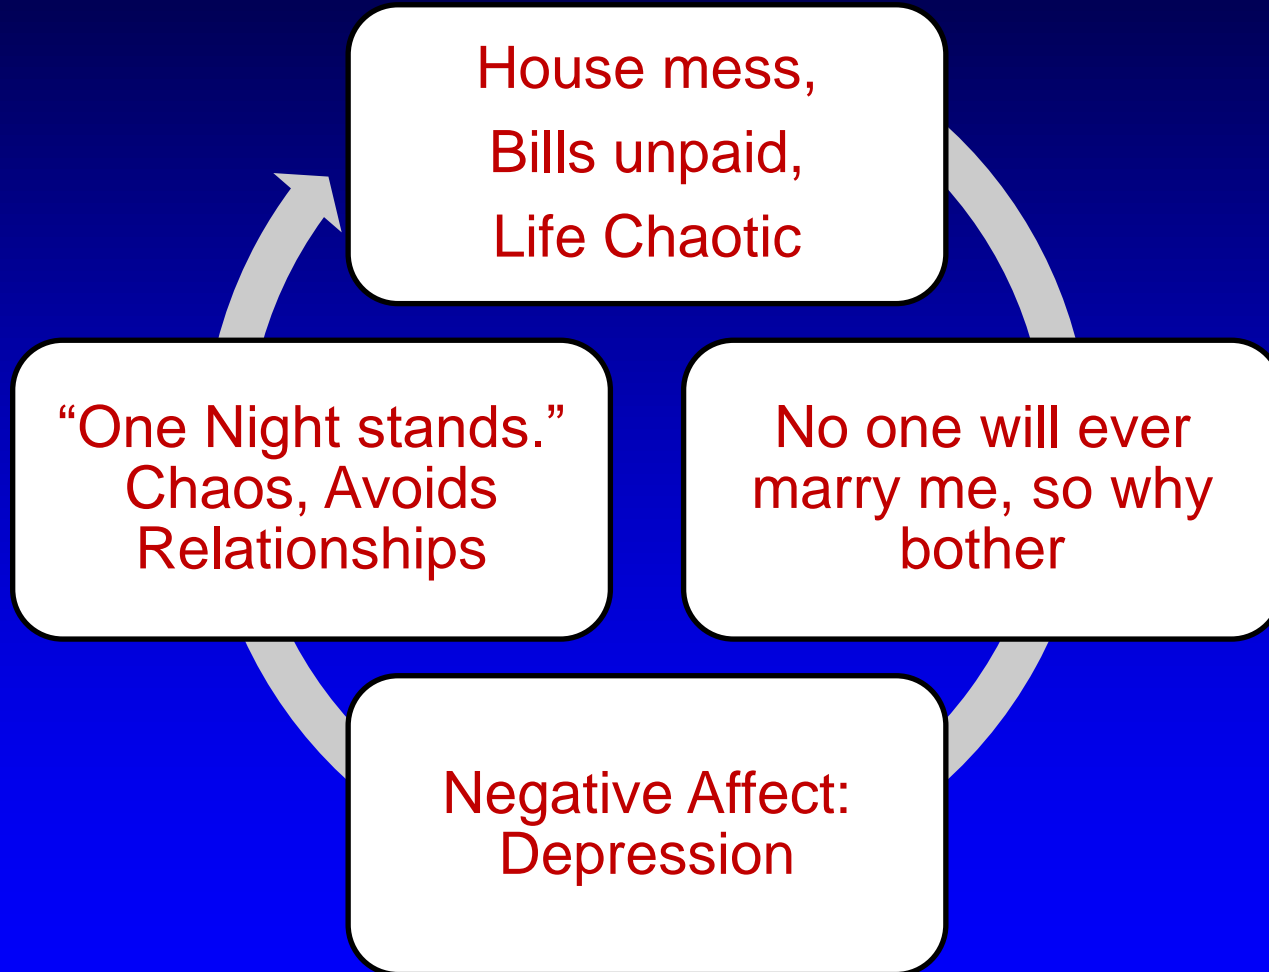 House mess,
Bills unpaid,
Life Chaotic
“One Night stands.”
Chaos, Avoids
Relationships
No one will ever
marry me, so why
bother
Negative Affect:
Depression